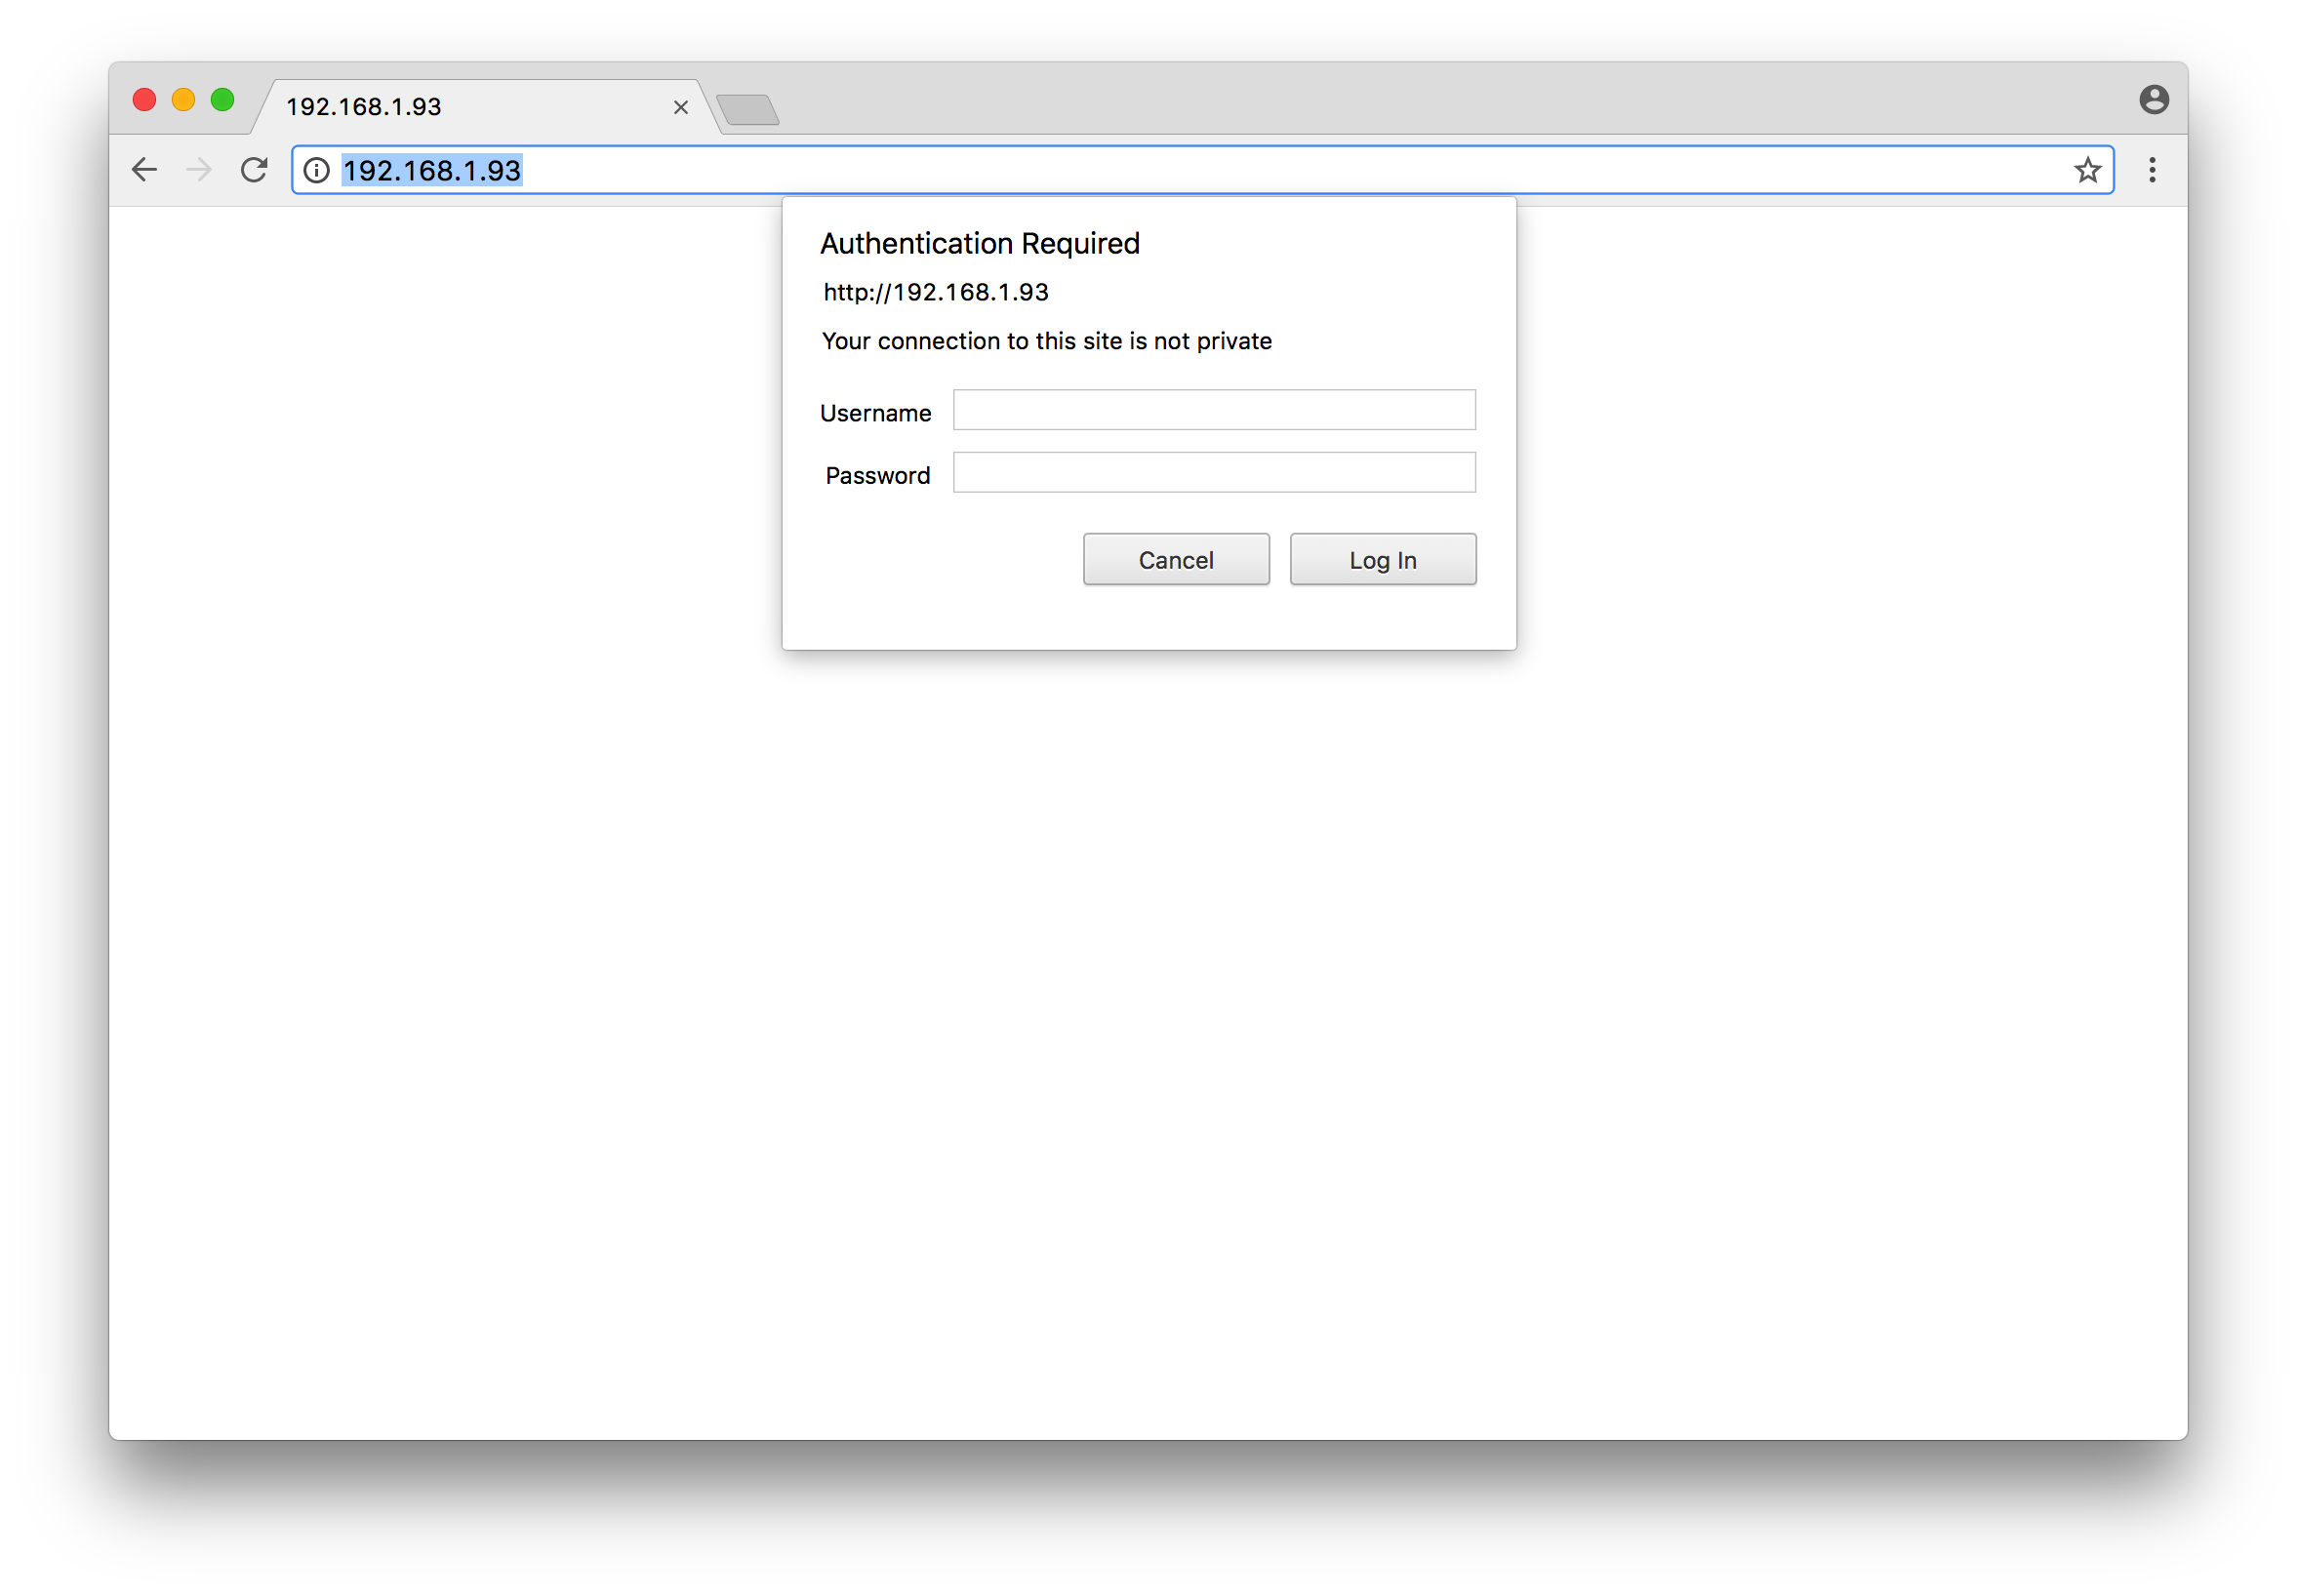 192.168.1.93
192.168.1.93
Authentication Required
http://192.168.1.93
Your connection to this site is not private
Username
Password
Cancel
Log In